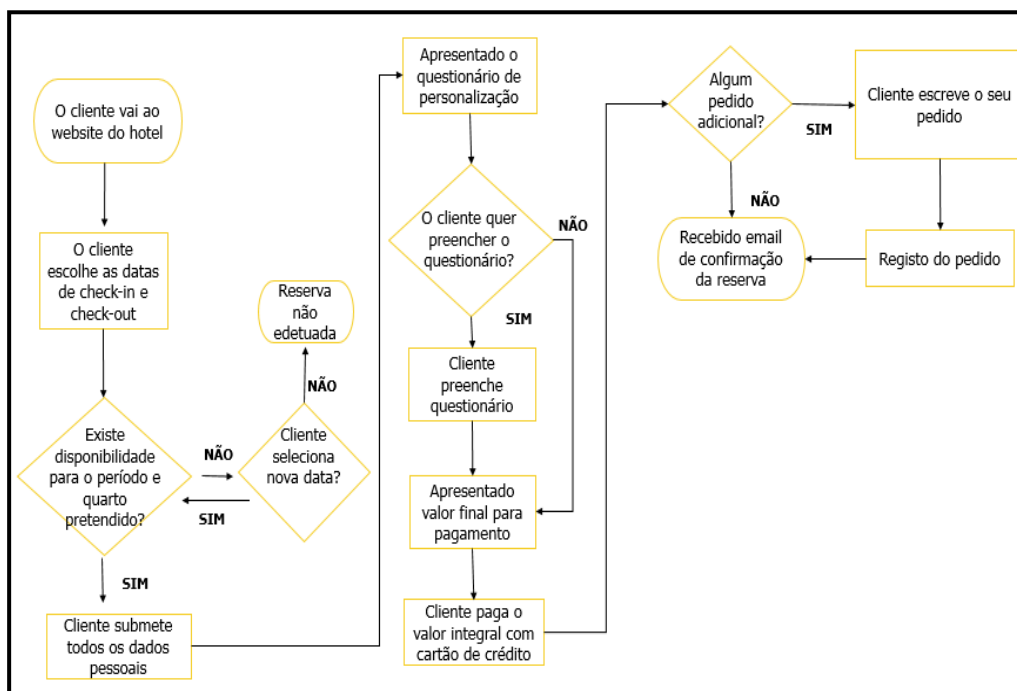 O cliente vai ao
website do hotel
O cliente
escolhe as datas
de check-in e
check-out
Existe
disponibilidade
para o período e
quarto
pretendido?
NÃO
SIM
Cliente
seleciona
nova data?
NÃO
Reserva
não
edetuada
SIM
Cliente submete
todos os dados
pessoais
Apresentado o
questionário de
personalização
O cliente quer
preencher o
questionário?
NÃO
SIM
Cliente
preenche
questionário
Apresentado
valor final para
pagamento
Cliente paga o
valor integral com
cartão de crédito
Algum
pedido
adicional?
SIM
Cliente escreve o seu
pedido
NÃO
Recebido email
de confirmação
da reserva
Registo do pedido